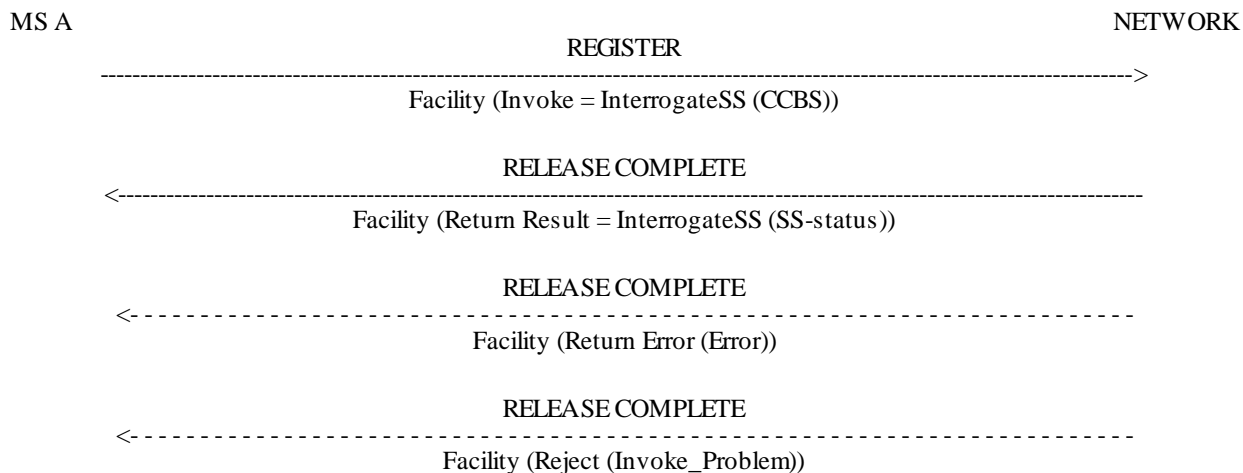 MS A NETWORK
REGISTER
Facility (Invoke = InterrogateSS (CCBS))
RELEASE COMPLETE
Facility (Return Result = InterrogateSS (SS-status))
RELEASE COMPLETE
Facility (Return Error (Error))
RELEASE COMPLETE
Facility (Reject (Invoke_Problem))